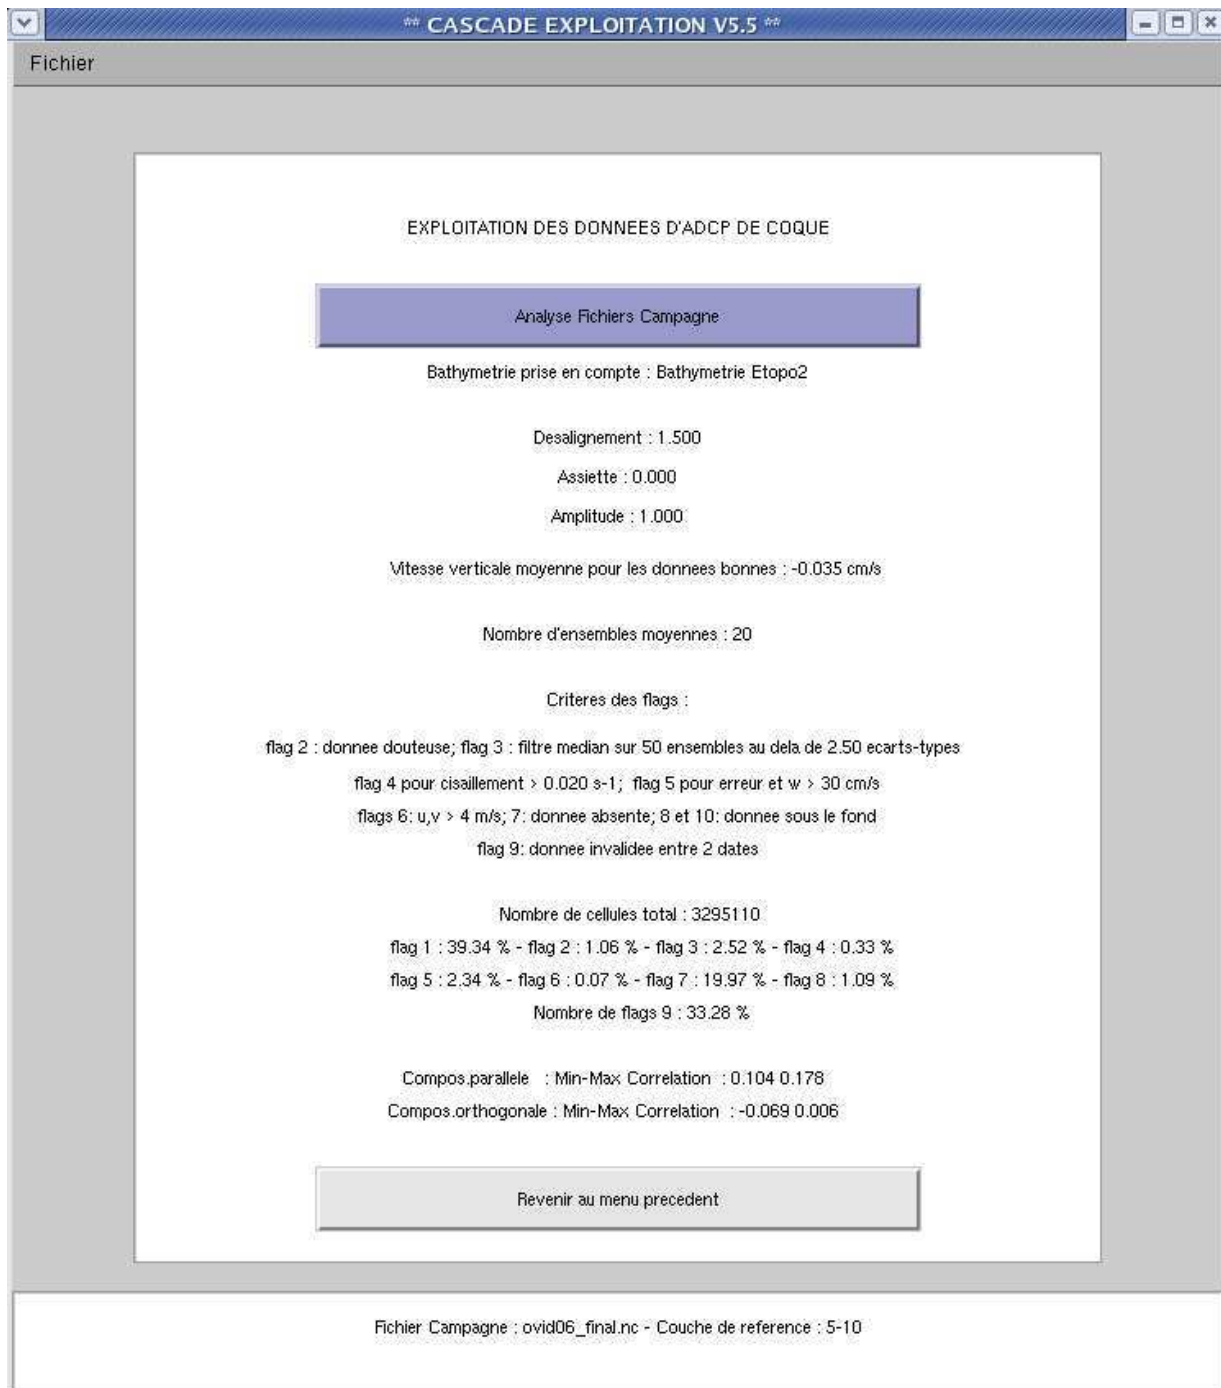 ** CASCADE EXPLOITATION V5.5 **
Fichier
EXPLOITATION DES DONNEES D'ADCP DE COQUE
Analyse Fichiers Campagne
Bathymetrie prise en compte : Bathymetrie Etopo2
Desalignement : 1.500
Assiette : 0.000
Amplitude : 1.000
Vitesse verticale moyenne pour les donnees bonnes : -0.035 cm/s
Nombre d'ensembles moyennes : 20
Criteres des flags :
flag 2 : donnee douteuse; flag 3 : filtre median sur 50 ensembles au dela de 2.50 ecarts-types
flag 4 pour cisaillement > 0.020 s-1; flag 5 pour erreur et w > 30 cm/s
flags 6: u,v > 4 m/s; 7: donnee absente; 8 et 10: donnee sous le fond
flag 9: donnee invalidee entre 2 dates
Nombre de cellules total : 3295110
flag 1 : 39.34 % - flag 2 : 1.06 % - flag 3 : 2.52 % - flag 4 : 0.33 %
flag 5 : 2.34 % - flag 6 : 0.07 % - flag 7 : 19.97 % - flag 8 : 1.09 %
Nombre de flags 9 : 33.28 %
Compos.parallele : Min-Max Correlation : 0.104 0.178
Compos.orthogonale : Min-Max Correlation : -0.069 0.006
Revenir au menu precedent
Fichier Campagne : ovid06_final.nc - Couche de reference : 5-10